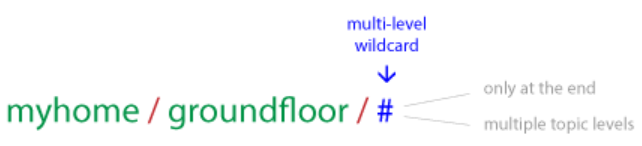 multi-level
wildcard
myhome / groundfloor / #
only at the end
multiple topic levels